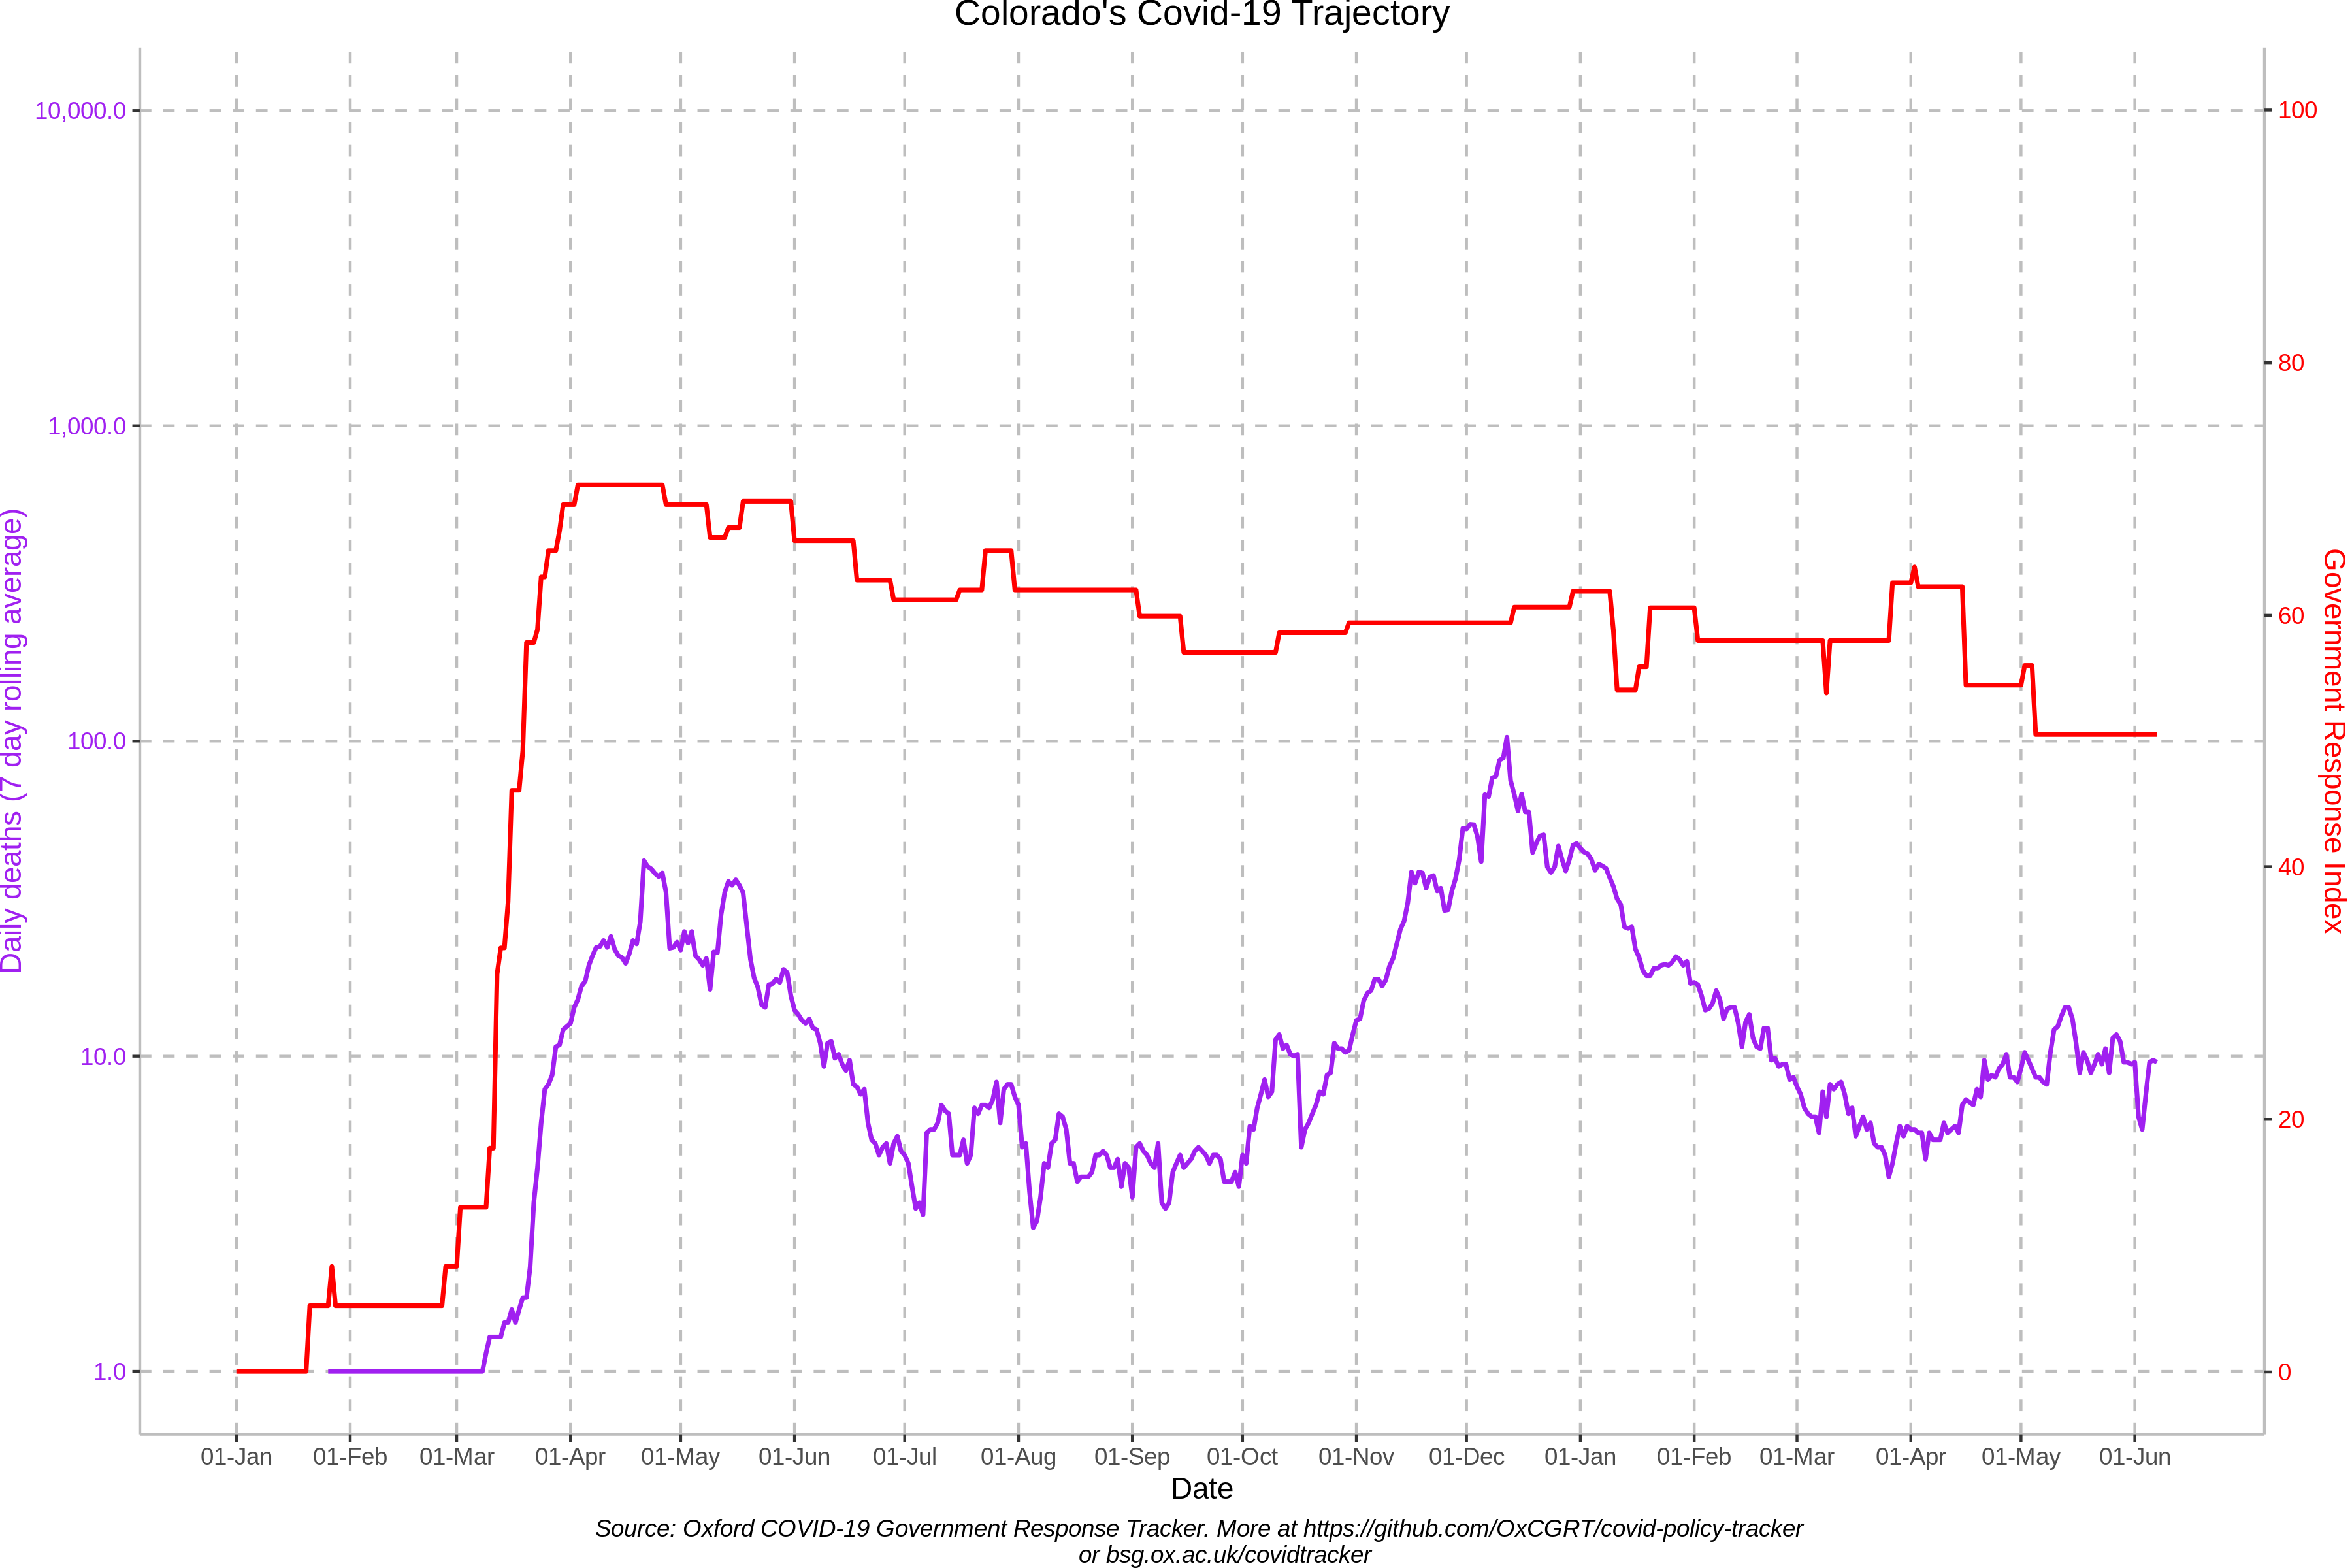 Colorado's Covid-19 Trajectory
10,000.0
1,000.0
100.0
10.0
1.0
Daily deaths (7 day rolling average)
100
80
60
40
20
0
Government Response Index
01-Jan 01-Feb 01-Mar 01-Apr 01-May 01-Jun 01-Jul 01-Aug 01-Sep 01-Oct 01-Nov 01-Dec 01-Jan 01-Feb 01-Mar 01-Apr 01-May 01-Jun
Date
Source: Oxford COVID-19 Government Response Tracker. More at https://github.com/OxCGRT/covid-policy-tracker
or bsg.ox.ac.uk/covidtracker